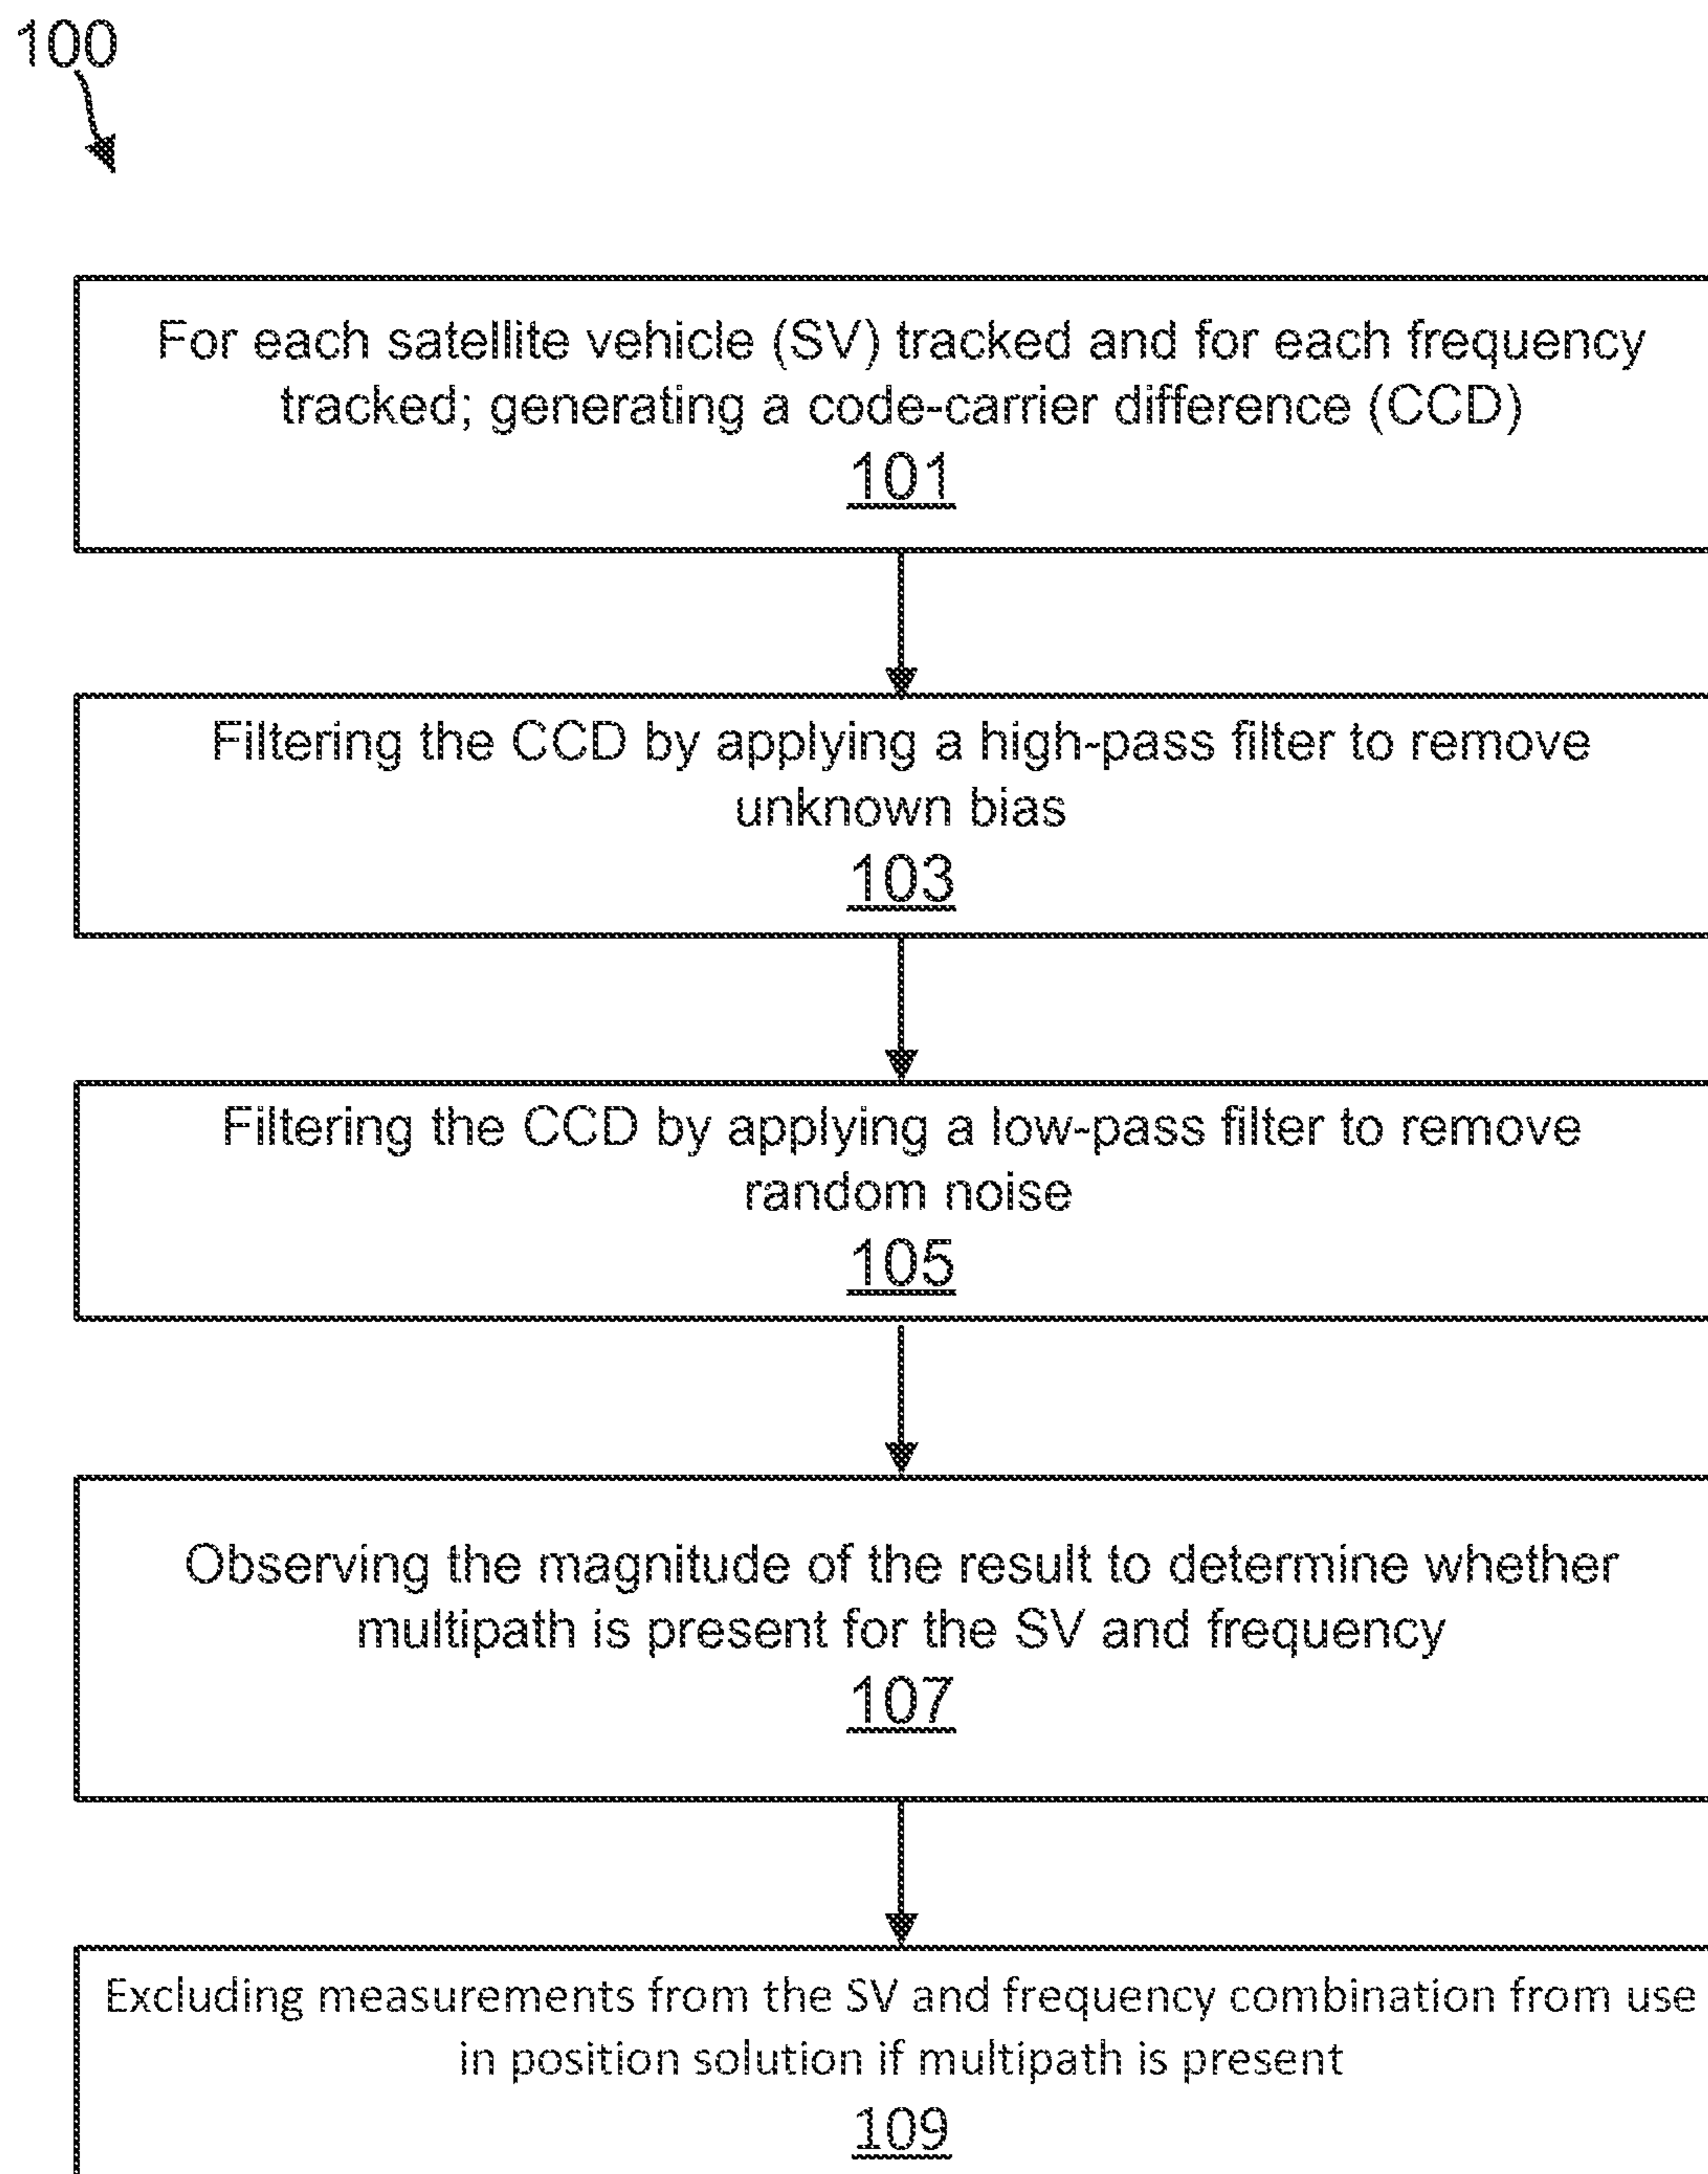 100
For each satellite vehicle (SV) tracked and for each frequency
tracked; generating a code-carrier difference (CCD)
101
Filtering the CCD by applying a high-pass filter to remove
unknown bias
103
Filtering the CCD by applying a low-pass filter to remove
random noise
105
Observing the magnitude of the result to determine whether
multipath is present for the SV and frequency
107
Excluding measurements from the SV and frequency combination from use
in position solution if multipath is present
109